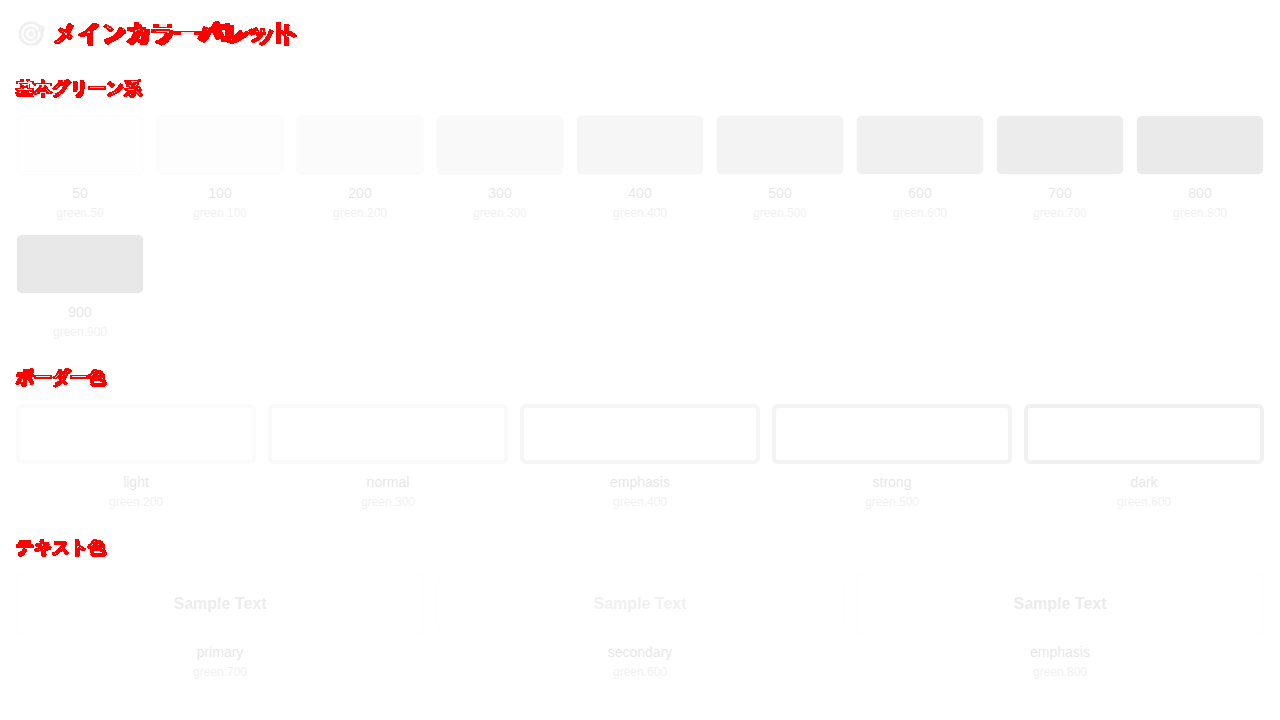 メインカラーパレット
基本グリーン系
50 100 200 300 400 500 600 700 800
green.50 green.100 green.200 green.300 green.400 green.500 green.600 green.700 green.800
900
green.900
ボーダー色
light normal emphasis strong dark
green.200 green.300 green.400 green.500 green.600
テキスト色
Sample Text Sample Text Sample Text
primary secondary emphasis
green.700 green.600 green.800